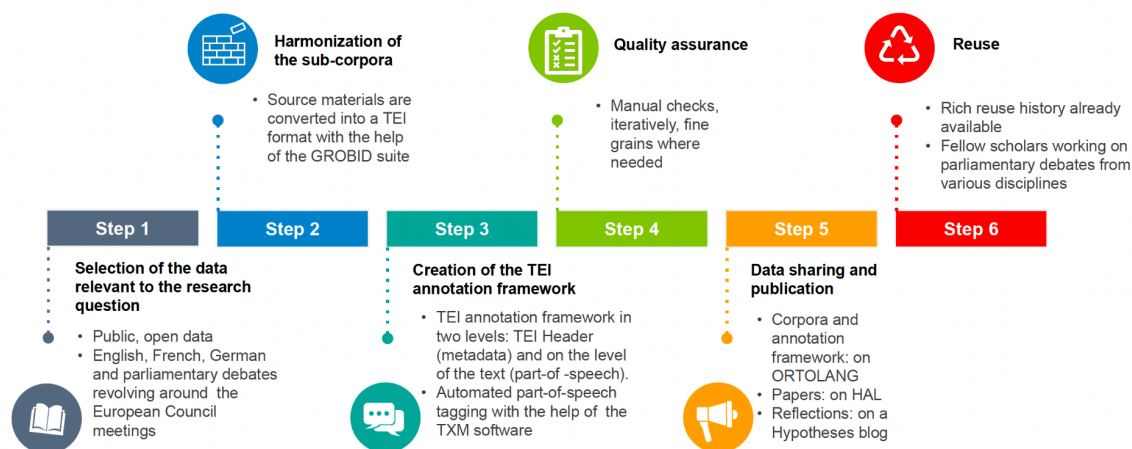 Harmonization of
the sub-corpora
• Source materials are
converted into a TEI
format with the help
of the GROBID suite
Quality assurance
• Manual checks,
iteratively, fine
grains where
needed
Reuse
• Rich reuse history already
available
• Fellow scholars working on
parliamentary debates from
various disciplines
Step 1
Step 2
Step 3
Step 4
Step 5
Step 6
Selection of the data
relevant to the research
question
• Public, open data
• English, French, German
and parliamentary debates
revolving around the
European Council
meetings
Creation of the TEI
annotation framework
• TEI annotation framework in
two levels: TEI Header
(metadata) and on the level
of the text (part-of -speech).
• Automated part-of-speech
tagging with the help of the
TXM software
Data sharing and
publication
• Corpora and
annotation
framework: on
ORTOLANG
• Papers: on HAL
• Reflections: on a
Hypotheses blog